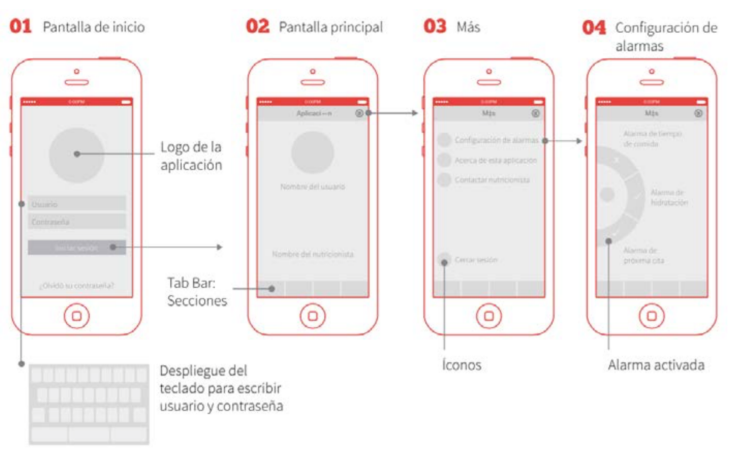 01 Pantalla de inicio
02 Pantalla principal
03 Más
04 Configuración de
alarmas
Usuario
Contraseña
Iniciar sesión
¿Olvidó su contraseña?
Logo de la
aplicación
Despliegue del
teclado para escribir
usuario y contraseña
Nombre del usuario
Nombre del nutricionista
Tab Bar:
Secciones
Configuración de alarmas
Acerca de esta aplicación
Contactar nutricionista
Cerrar sesión
Íconos
Alarma de tiempo
de comida
Alarma de
hidratación
Alarma de
próxima cita
Alarma activada